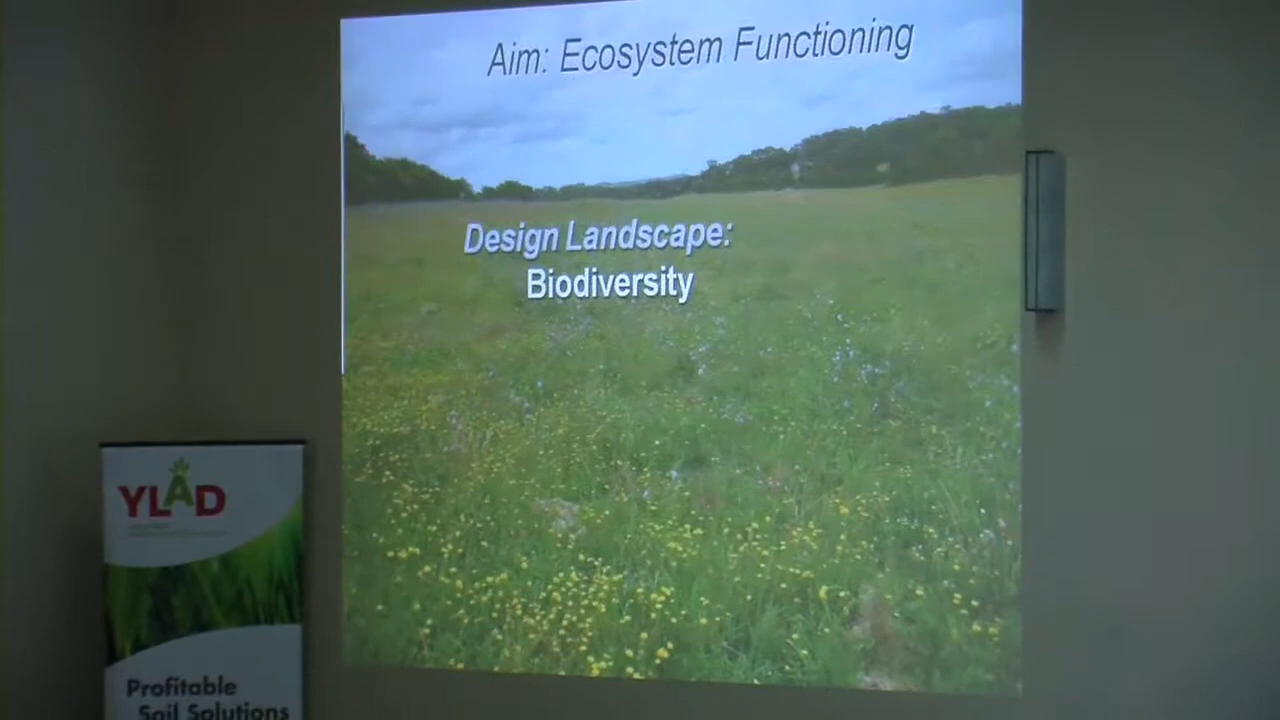 Aim: Ecosystem Functioning
Design Landscape:
Biodiversity
YLAD
Profitable
Soil Solutions